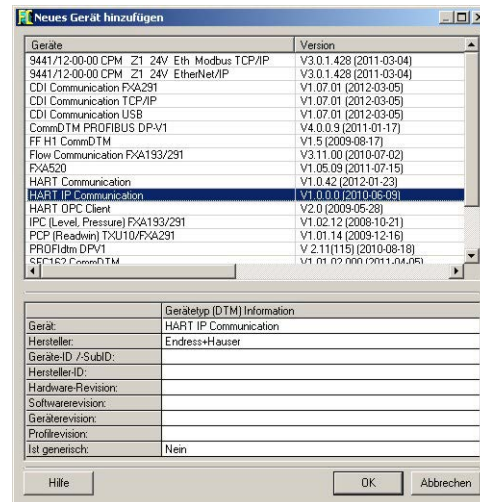 Neues Gerät hinzufügen
Geräte Version
9441/12-00-00 CPM Z1 24V Eth Modbus TCP/IP V3.0.1.428 (2011-03-04)
9441/12-00-00 CPM Z1 24V EtherNet/IP V3.0.1.428 (2011-03-04)
CDI Communication FXA291 V1.07.01 (2012-03-05)
CDI Communication TCP/IP V1.07.01 (2012-03-05)
CDI Communication USB V1.07.01 (2012-03-05)
CommDTM PROFIBUS DP-V1 V4.0.0.9 (2011-01-17)
FF H1 CommDTM V1.5 (2009-08-17)
Flow Communication FXA193/291 V3.11.00 (2010-07-02)
FXA520 V1.05.09 (2011-07-15)
HART Communication V1.0.42 (2012-01-23)
HART IP Communication V1.0.0.0 (2010-06-09)
HART OPC Client V2.0 (2009-05-28)
IPC (Level, Pressure) FXA193/291 V1.02.12 (2008-10-21)
PCP (Readwin) TXU10/FXA291 V1.01.14 (2009-12-16)
PROFIdtm DPV1 V 2.11(115) (2010-08-18)
SFC162 CommDTM V1.01.02.000 (2011-04-05)
Gerätetyp (DTM) Information
Gerät: HART IP Communication
Hersteller: Endress+Hauser
Geräte-ID /-SubID:
Hersteller-ID:
Hardware-Revision:
Softwarerevision:
Geräterevision:
Profilrevision:
Ist generisch: Nein
Hilfe OK Abbrechen